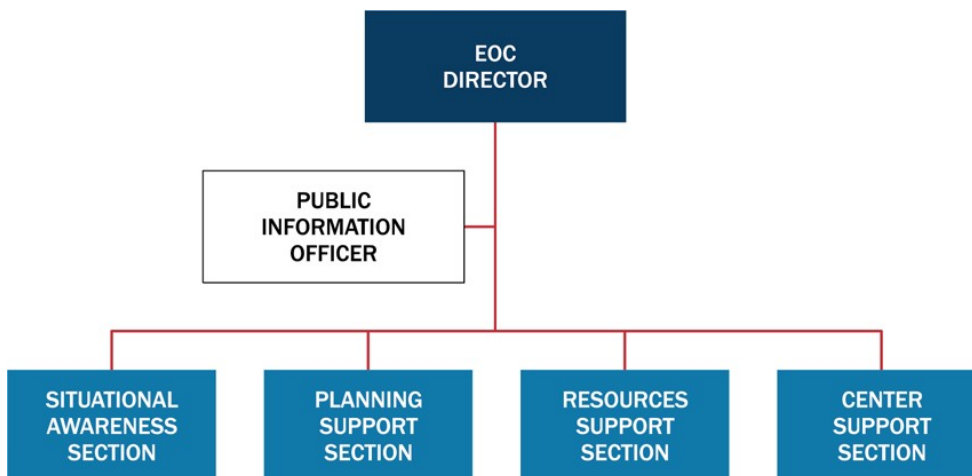 EOC
DIRECTOR
PUBLIC
INFORMATION
OFFICER
SITUATIONAL
AWARENESS
SECTION
PLANNING
SUPPORT
SECTION
RESOURCES
SUPPORT
SECTION
CENTER
SUPPORT
SECTION